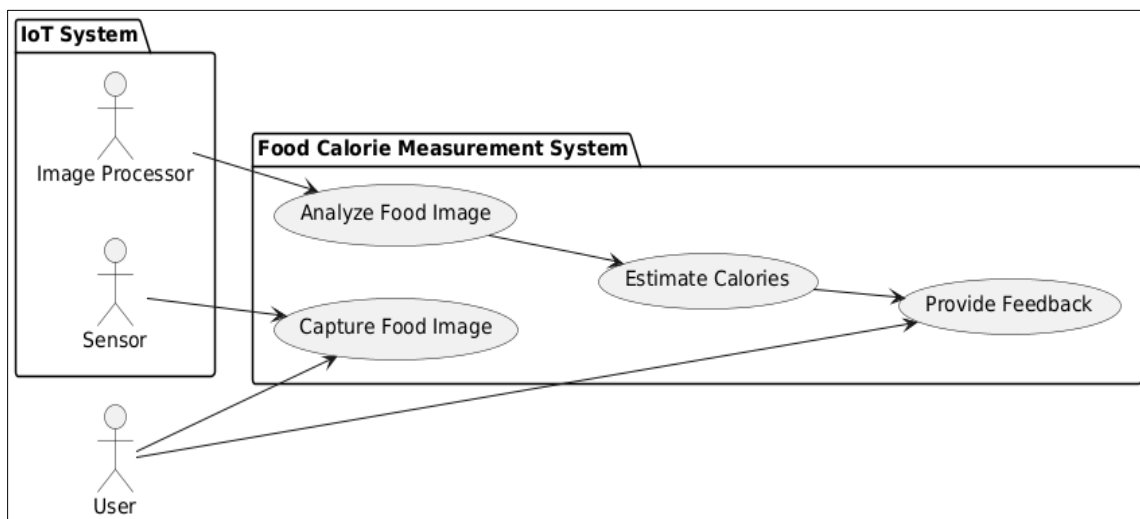 IoT System
Image Processor
Food Calorie Measurement System
Analyze Food Image
Estimate Calories
Provide Feedback
Sensor
Capture Food Image
User